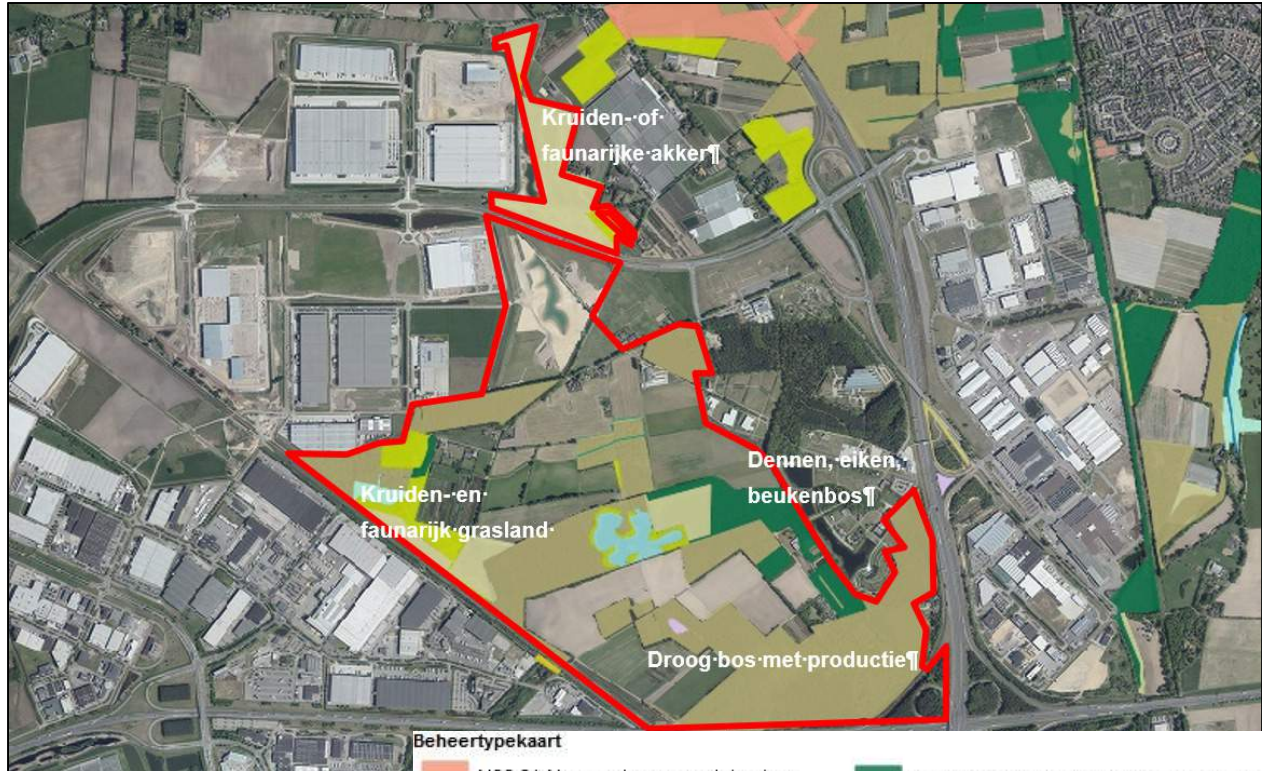 Kruiden-·of·
faunarijke·akker¶
Dennen,·eiken,·
beukenbos¶
Kruiden-·en·
faunarijk·grasland·
Droog·bos·met·productie¶
Beheertypekaart